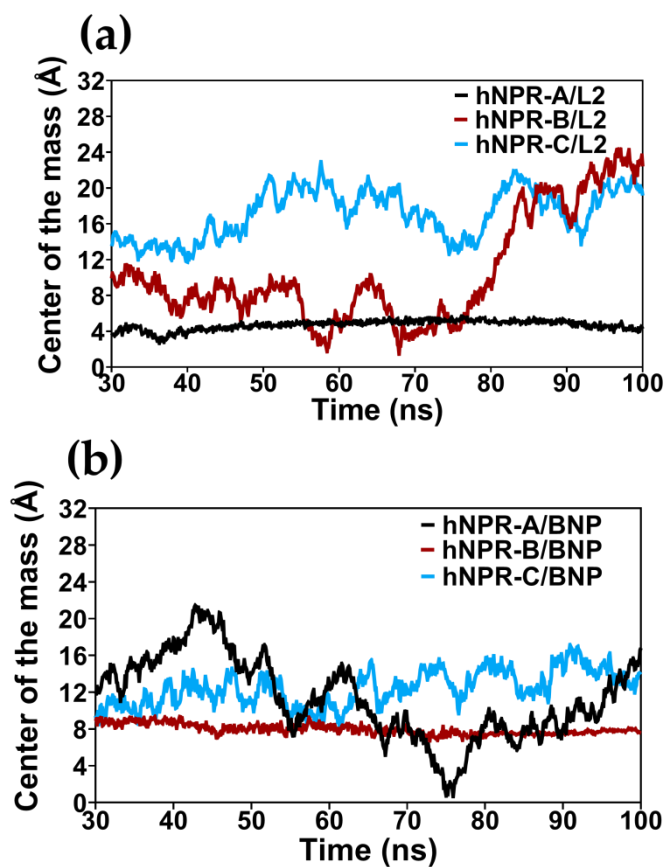 (a)
Center of the mass (Å)
32
28
24
20
16
12
8
4
0
hNPR-A/L2
hNPR-B/L2
hNPR-C/L2
30 40 50 60 70 80 90 100
Time (ns)
(b)
Center of the mass (Å)
32
28
24
20
16
12
8
4
0
hNPR-A/BNP
hNPR-B/BNP
hNPR-C/BNP
30 40 50 60 70 80 90 100
Time (ns)